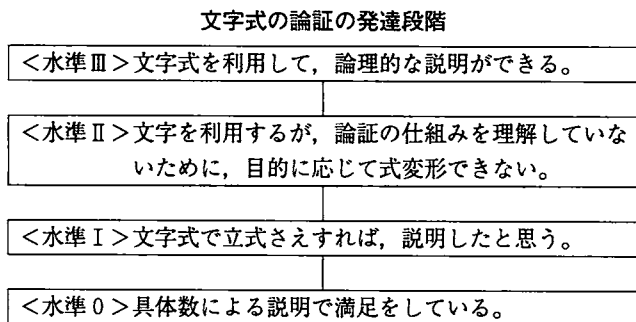 文字式の論証の発達段階
<水準Ⅲ>文字式を利用して，論理的な説明ができる。
<水準Ⅱ>文字を利用するが，論証の仕組みを理解していな
いために，目的に応じて式変形できない。
<水準Ⅰ>文字式で立式さえすれば，説明したと思う。
<水準0>具体数による説明で満足をしている。